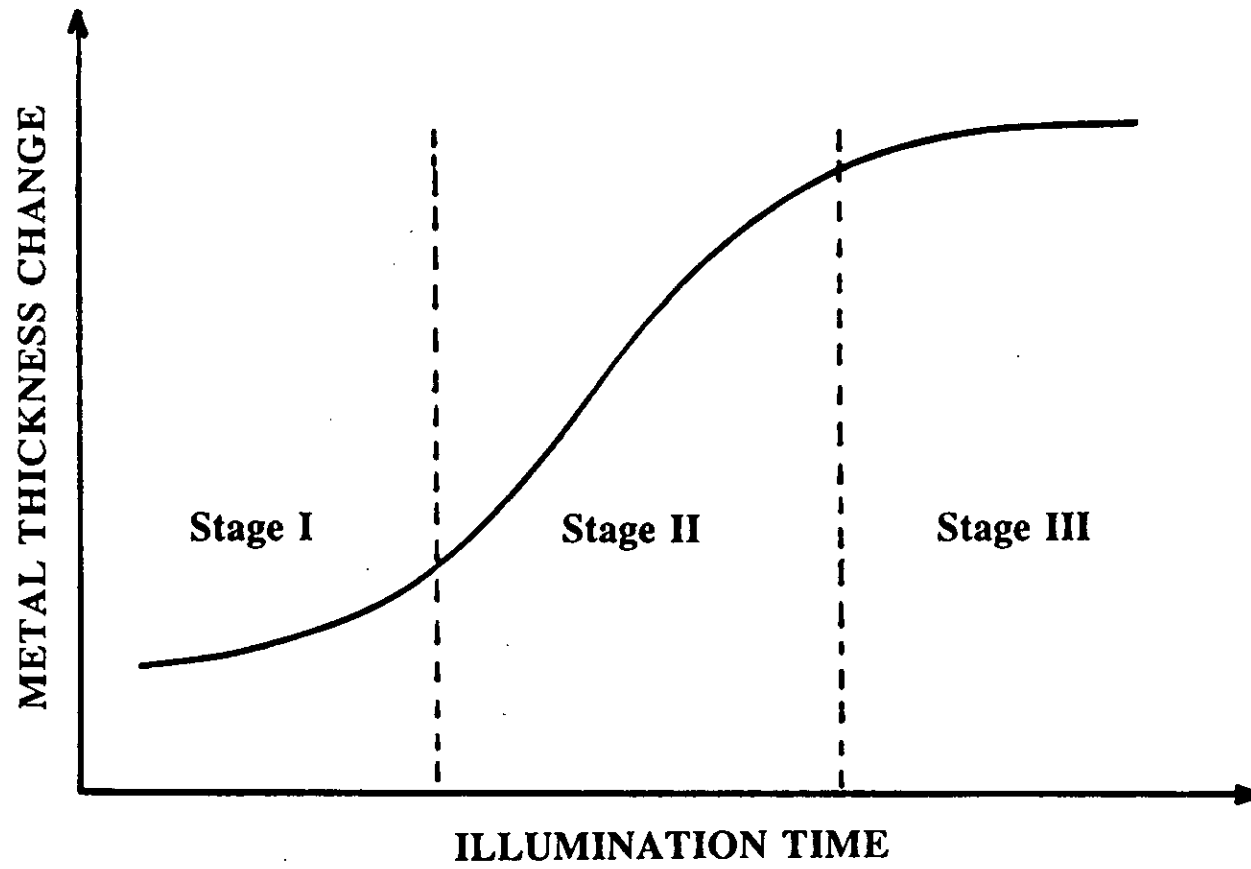 METAL THICKNESS CHANGE
Stage I
Stage II
Stage III
ILLUMINATION TIME